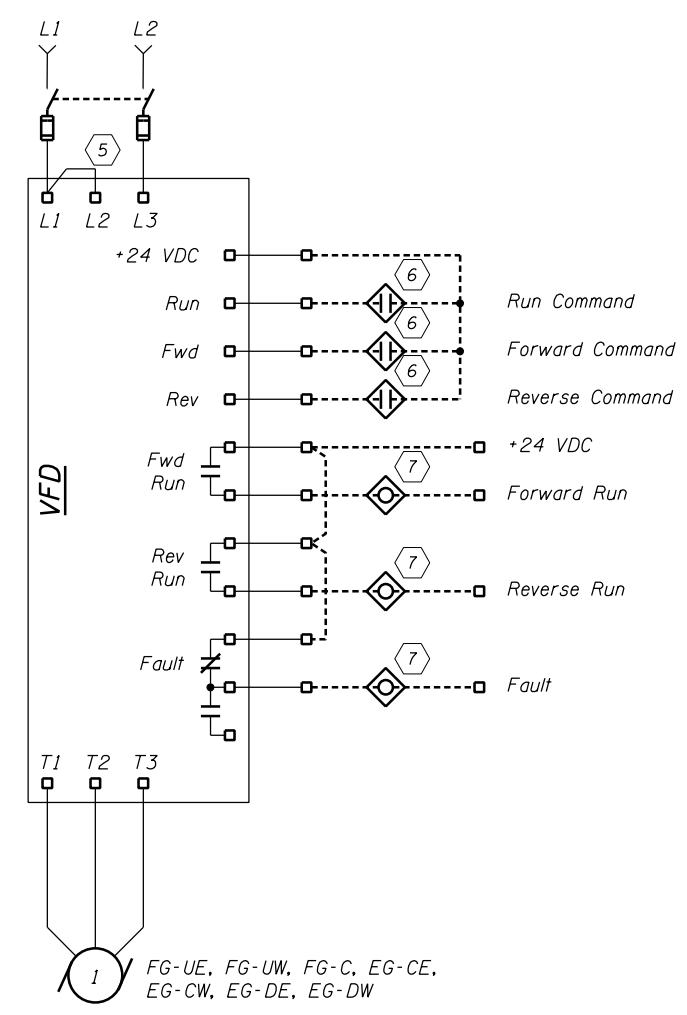 L1
L2
5
L1
L2
L3
+24 VDC
6
Run
Run Command
6
Fwd
Forward Command
6
Rev
Reverse Command
+24 VDC
Fwd
Run
7
Forward Run
VFD
Rev
Run
7
Reverse Run
Fault
7
Fault
T1
T2
T3
1
FG-UE, FG-UW, FG-C, EG-CE,
EG-CW, EG-DE, EG-DW